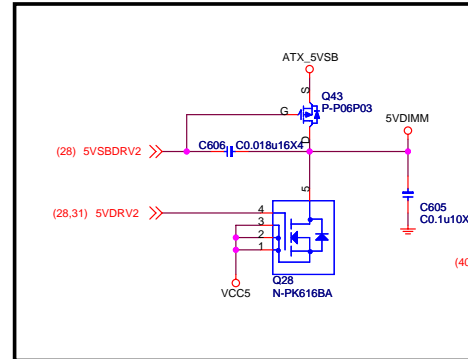 ATX_5VSB
S
Q43
P-P06P03
G
5VDIMM
D
(28) 5VSBDRV2
C606
C0.018u16X4
5
C605
C0.1u10X
(28,31) 5VDRV2
4
3
2
1
(40
Q28
N-PK616BA
VCC5